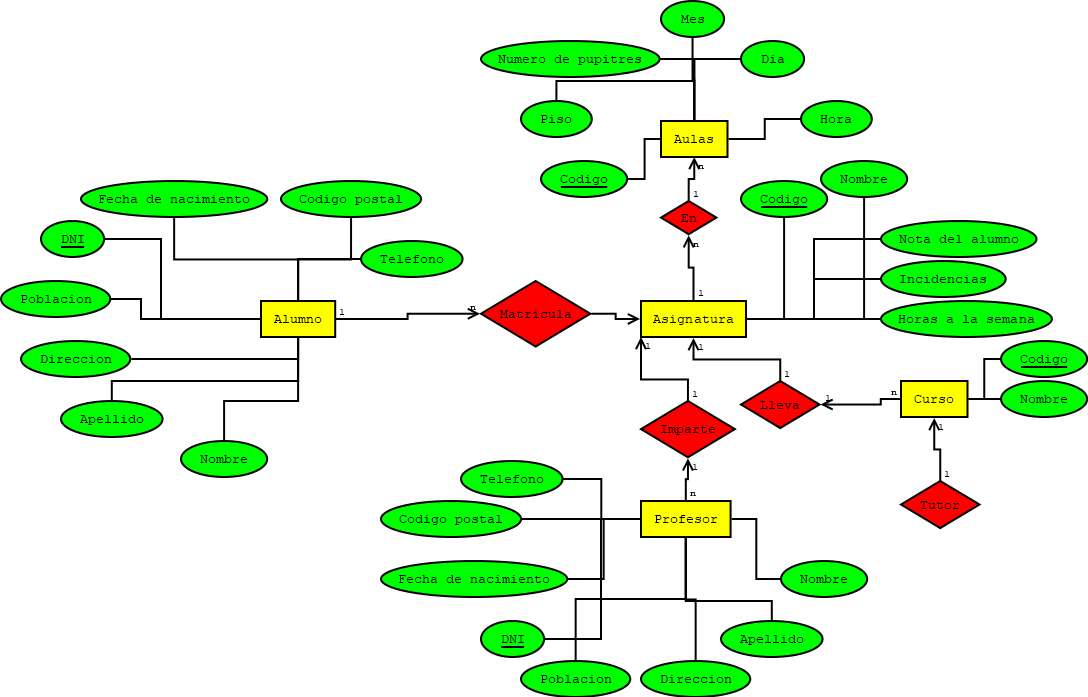 Mes
Numero de pupitres
Dia
Piso
Hora
Aulas
n
Codigo
1
En
n
1
Fecha de nacimiento
Codigo postal
DNI
Telefono
Poblacion
Alumno
1
n
Matricula
Direccion
Apellido
Nombre
Codigo
Nombre
Nota del alumno
Incidencias
Asignatura
Horas a la semana
1
1
1
Lleva
1
n
Curso
Codigo
Nombre
1
1
Tutor
1
Imparte
1
n
Telefono
Codigo postal
Profesor
Fecha de nacimiento
Nombre
DNI
Apellido
Poblacion
Direccion